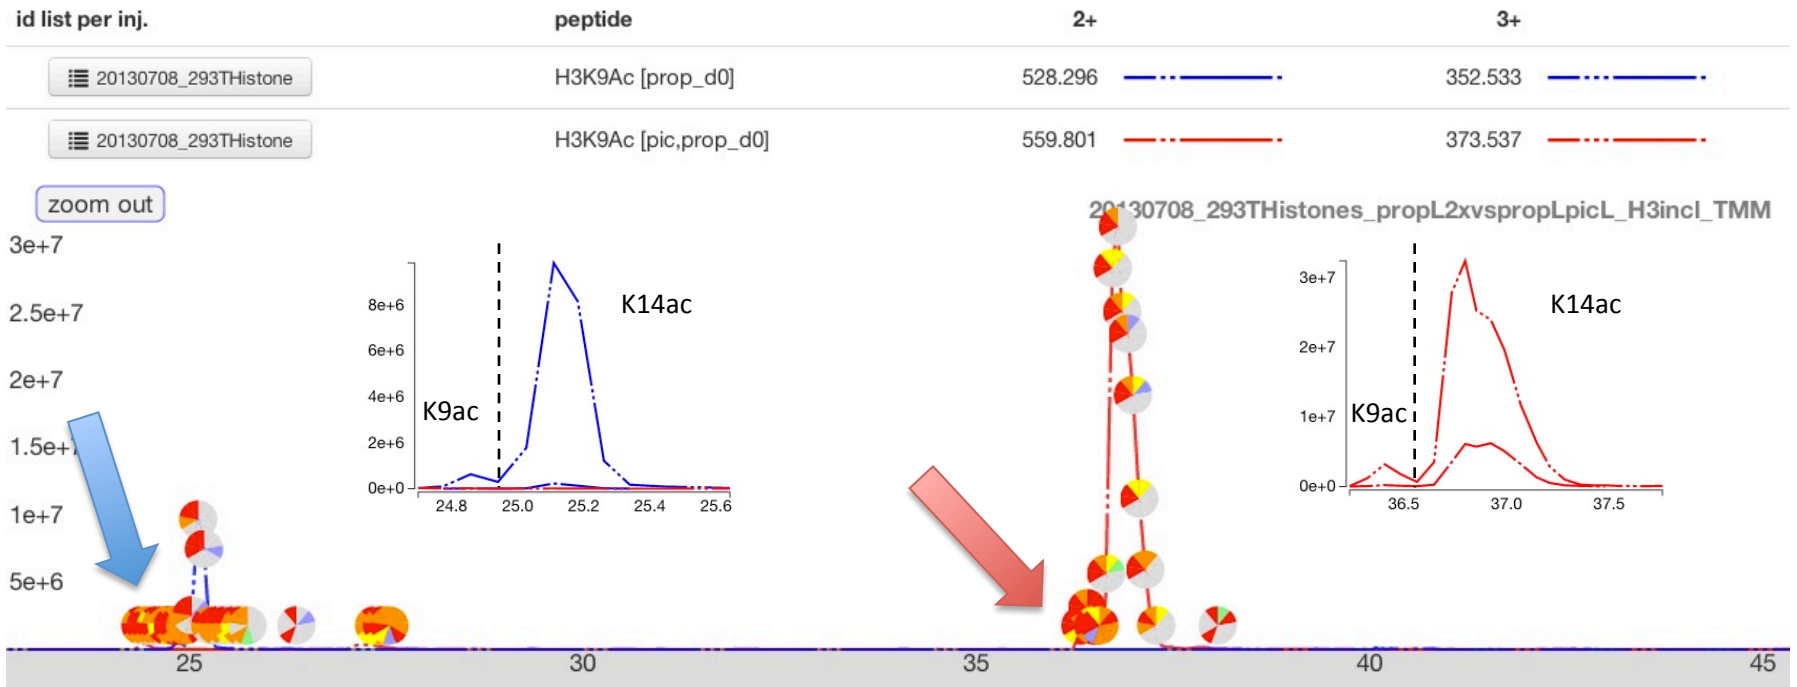 id list per inj. peptide 2+ 3+
20130708_293THistone H3K9Ac [prop_d0] 528.296 352.533
20130708_293THistone H3K9Ac [pic,prop_d0] 559.801 373.537
zoom out
20130708_293THistones_propL2xvspropLpicL_H3incl_TMM
3e+7
2.5e+7
2e+7
1e+7
5e+6
25 30 35 40 45
8e+6
6e+6
4e+6
2e+6
0e+0
24.8 25.0 25.2 25.4 25.6
K9ac
K14ac
3e+7
2e+7
1e+7
0e+0
36.5 37.0 37.5
K9ac
K14ac